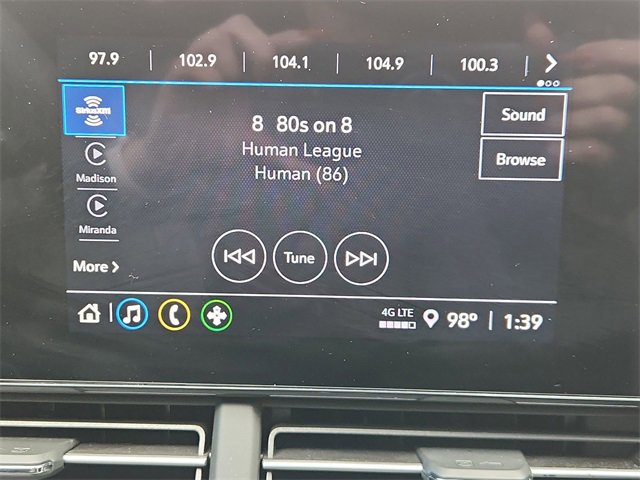 97.9 102.9 104.1 104.9 100.3
SiriusXM
8 80s on 8
Sound
Human League
Human (86)
Browse
Madison
Miranda
More
Tune
4G LTE
98° 1:39